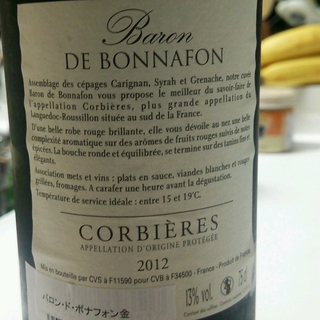 Baron
DE BONNAFON
Assemblage des cépages Carignan, Syrah et Grenache, notre cuvée
Baron de Bonnafon vous propose le meilleur du savoir-faire de
l'appellation Corbières, plus grande appellation du
Languedoc-Roussillon située au sud de la France.
D'une belle robe rouge brillante, elle vous dévoile au nez une belle
complexité aromatique sur des arômes de fruits rouges suivis de notes
épicées. La bouche ronde et équilibrée, se termine sur des tanins fins et
élégants.
Association mets et vins : plats en sauce, viandes blanches et rouges
grillées, fromages. A carafer une heure avant la dégustation.
Température de service idéale : entre 15 et 19°C.
CORBIÈRES
APPELLATION D'ORIGINE PROTÉGÉE
2012
Mis en bouteille par CVS à F11590 pour CVB à F34500 - France - Product of France
13% vol.
75 cl
バロン・ド・ボナフォン金